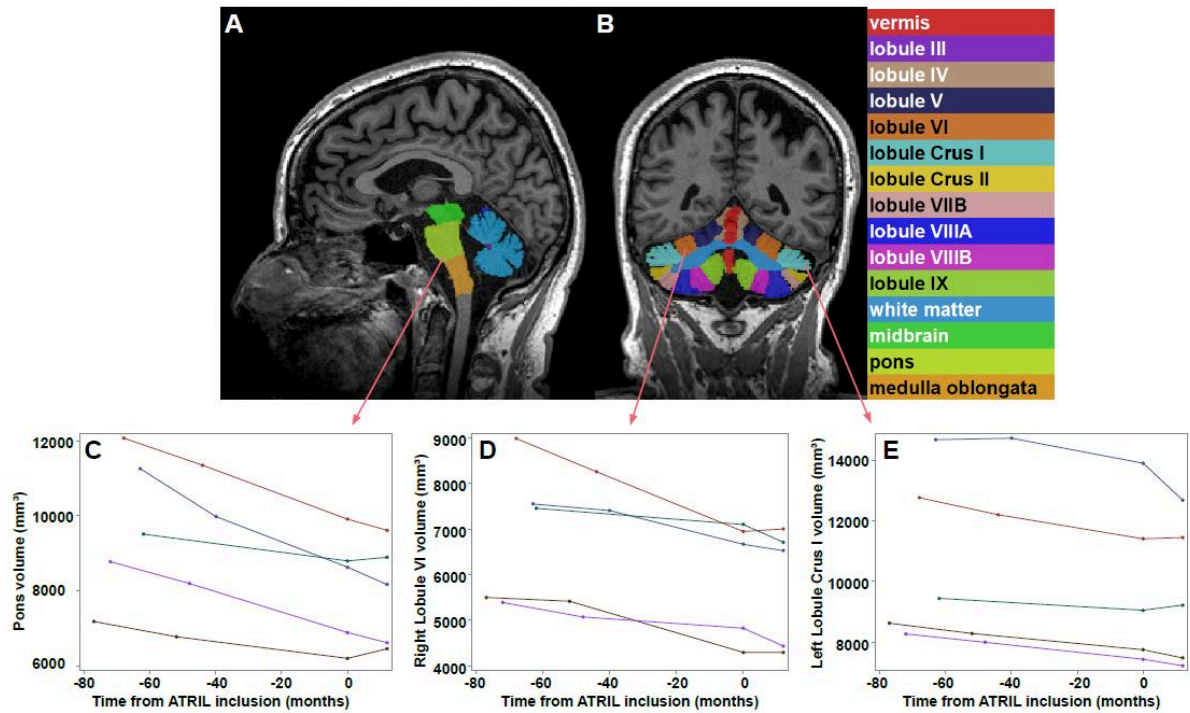 A
B
vermis
lobule III
lobule IV
lobule V
lobule VI
lobule Crus I
lobule Crus II
lobule VIIB
lobule VIIIA
lobule VIIIB
lobule IX
white matter
midbrain
pons
medulla oblongata
C
Pons volume (mm³)
12000
10000
8000
6000
-80 -60 -40 -20 0
Time from ATRIL inclusion (months)
D
Right Lobule VI volume (mm³)
9000
8000
7000
6000
5000
4000
-80 -60 -40 -20 0
Time from ATRIL inclusion (months)
E
Left Lobule Crus I volume (mm³)
14000
12000
10000
8000
-80 -60 -40 -20 0
Time from ATRIL inclusion (months)